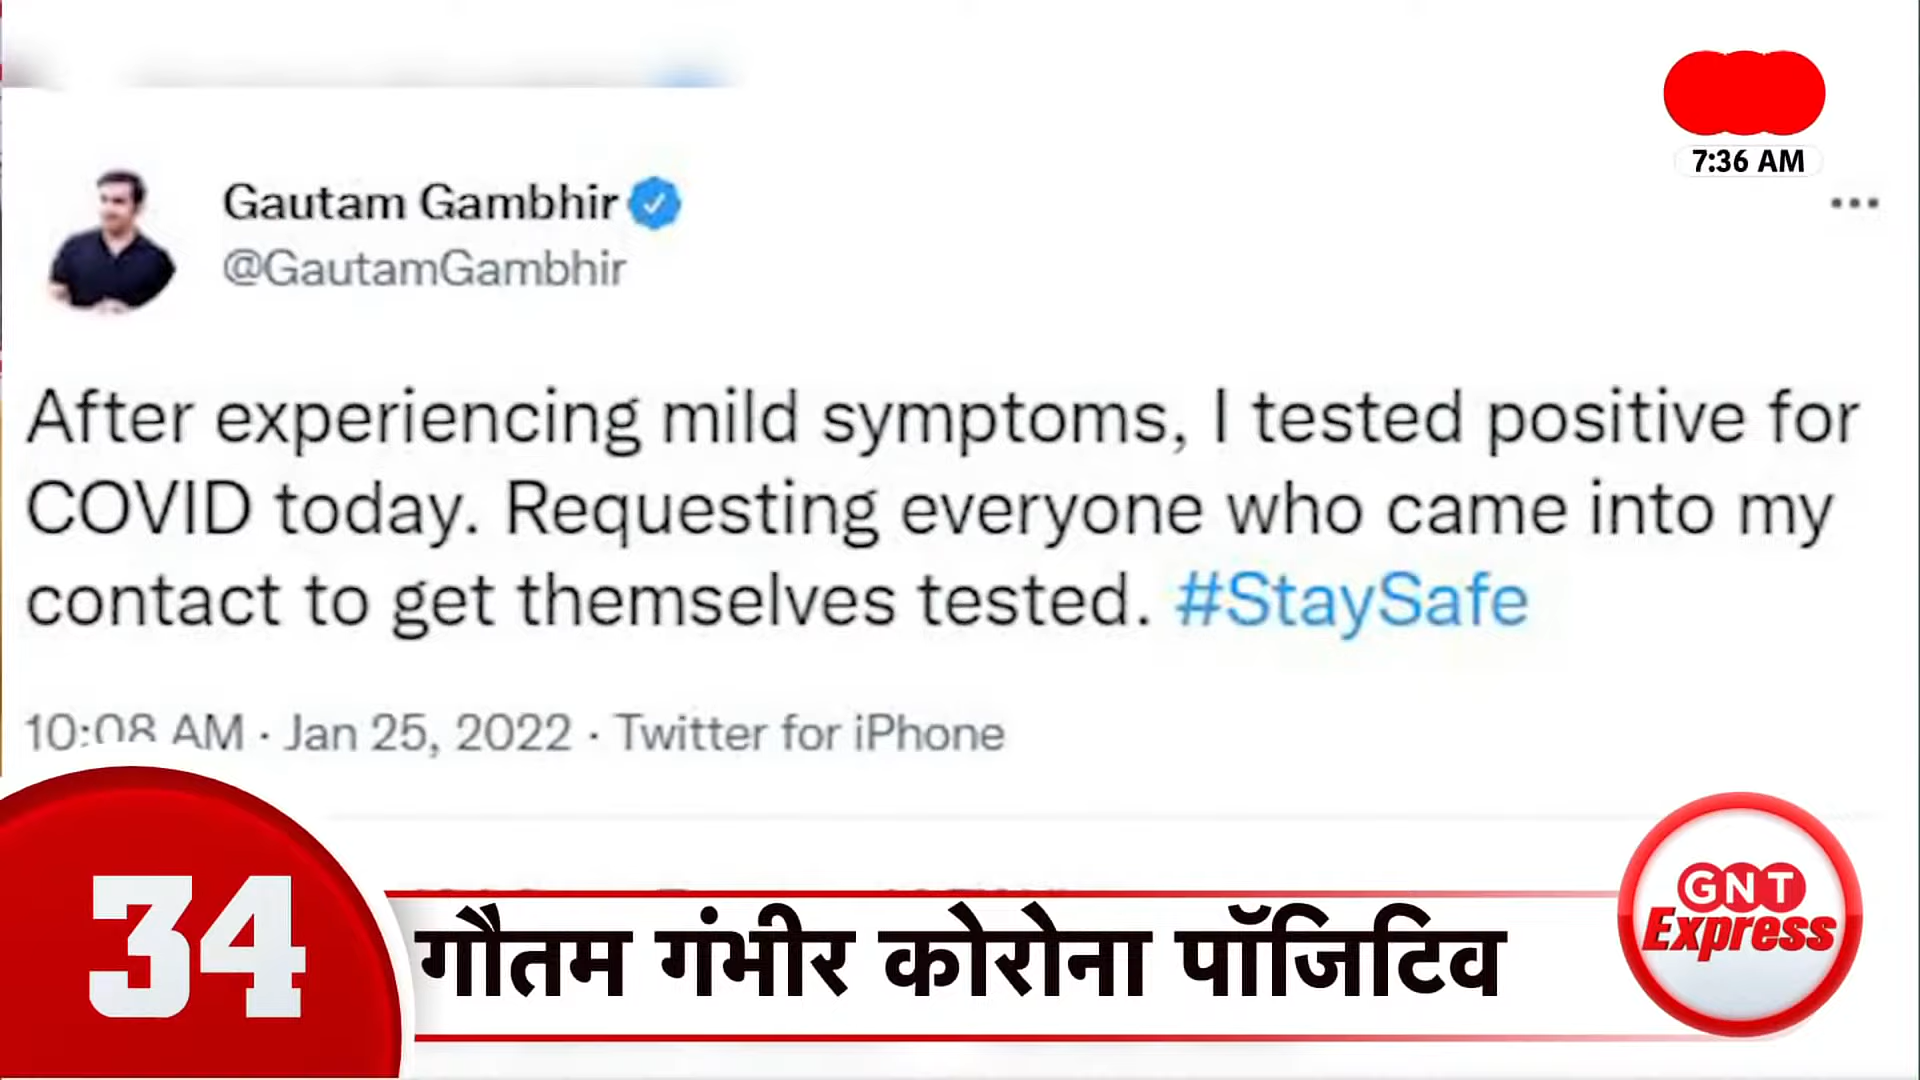 7:36 AM
Gautam Gambhir
@GautamGambhir
After experiencing mild symptoms, I tested positive for
COVID today. Requesting everyone who came into my
contact to get themselves tested. #StaySafe
10:08 AM · Jan 25, 2022 · Twitter for iPhone
34
गौतम गंभीर कोरोना पॉजिटिव
GNT
Express